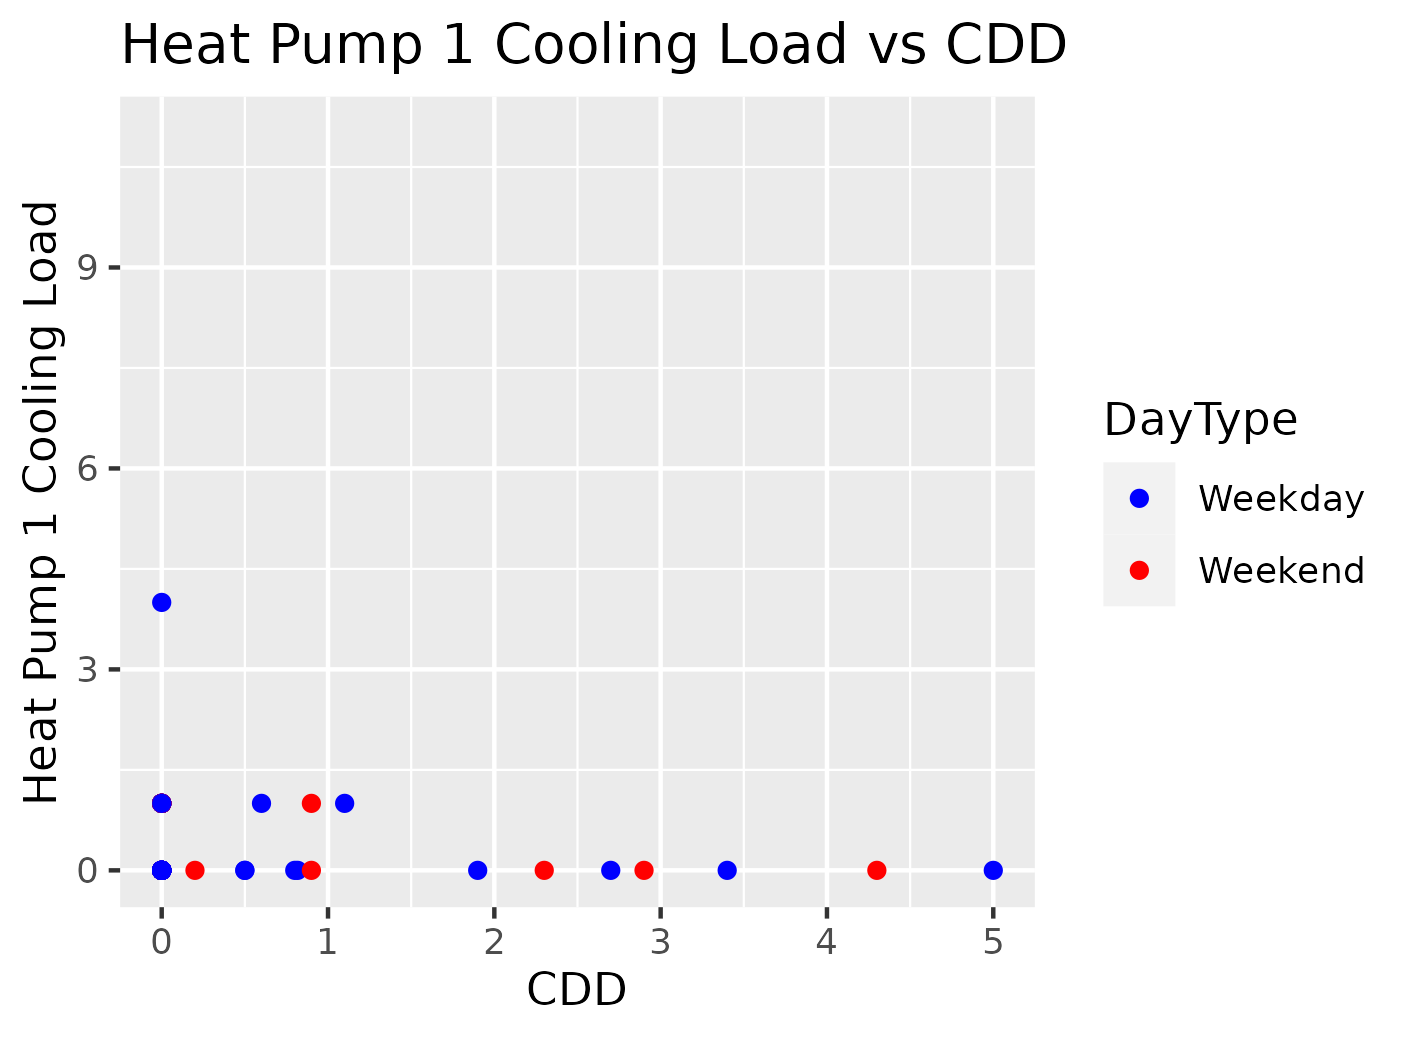 Heat Pump 1 Cooling Load vs CDD
Heat Pump 1 Cooling Load
9
6
3
0
0 1 2 3 4 5
CDD
DayType
Weekday
Weekend